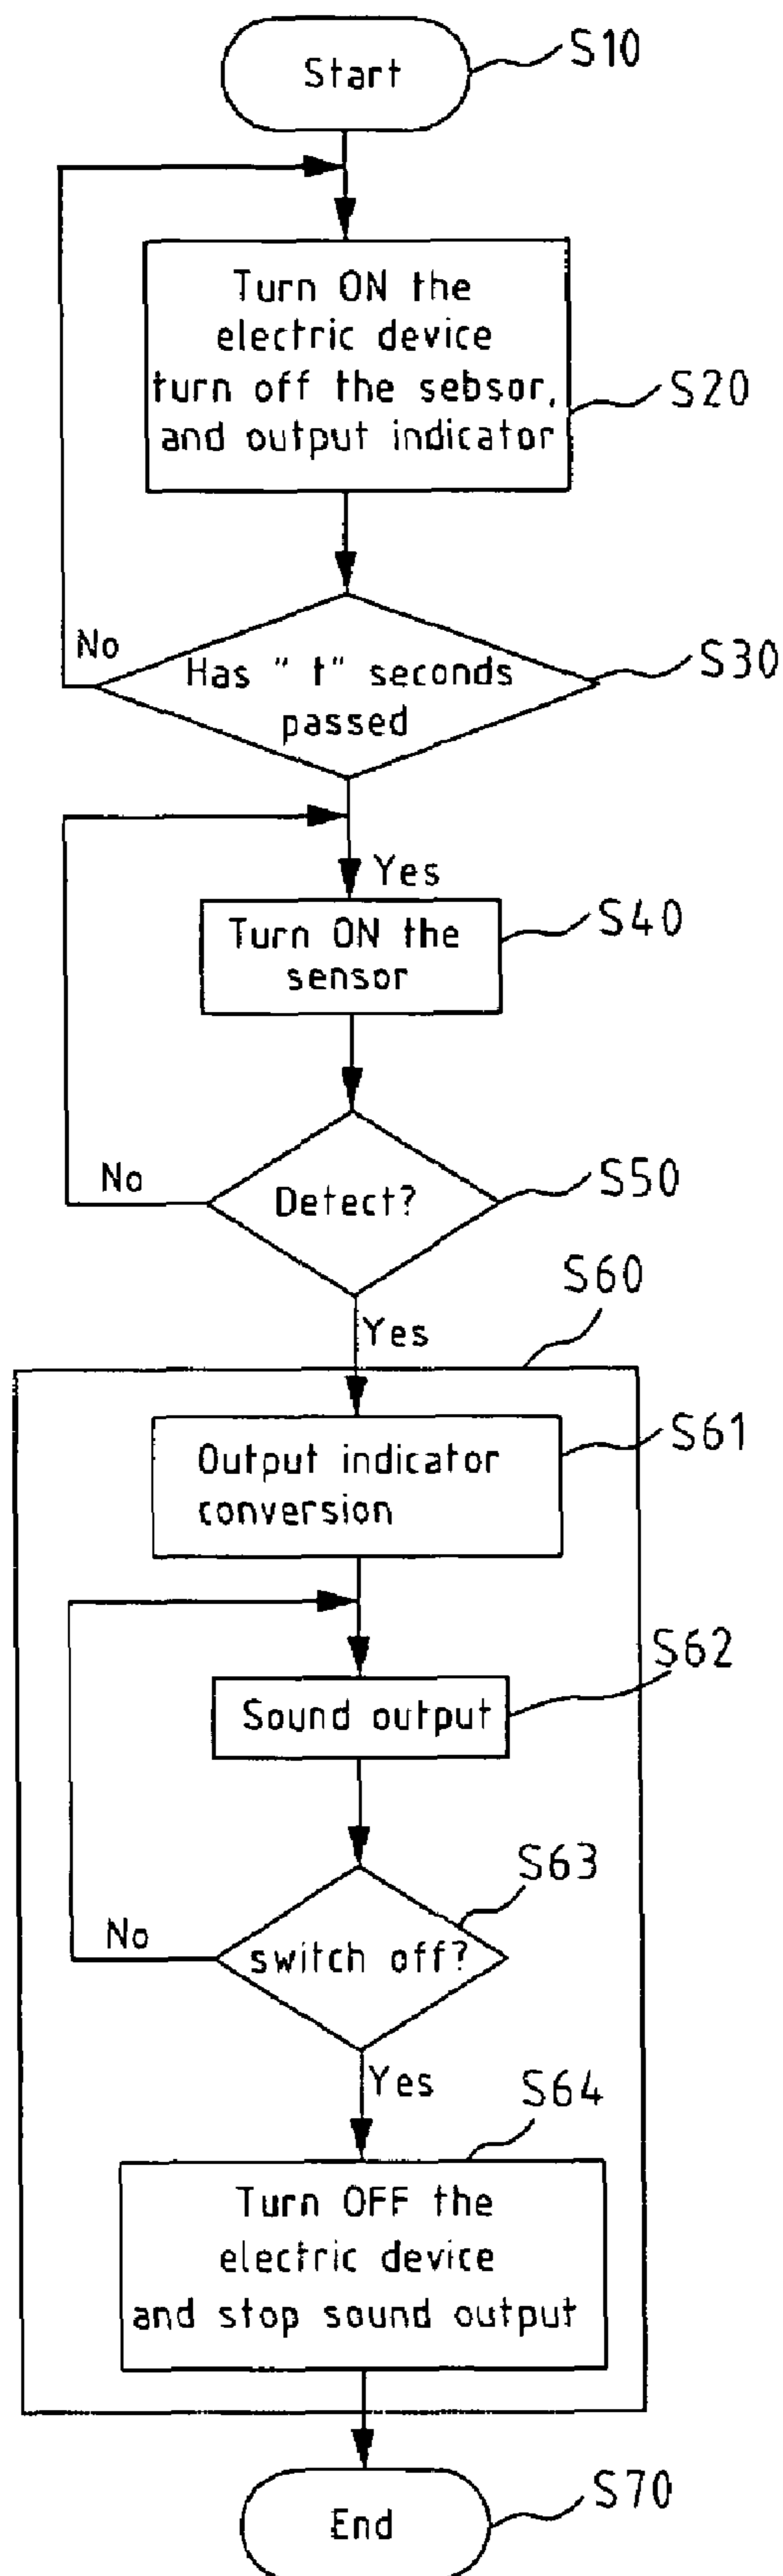 Start
S10
Turn ON the
electric device
turn off the sebsor,
and output indicator
S20
No
Has " t" seconds
passed
S30
Yes
Turn ON the
sensor
S40
No
Detect?
S50
Yes
S60
Output indicator
conversion
S61
Sound output
S62
S63
No
switch off?
Yes
S64
Turn OFF the
electric device
and stop sound output
End
S70